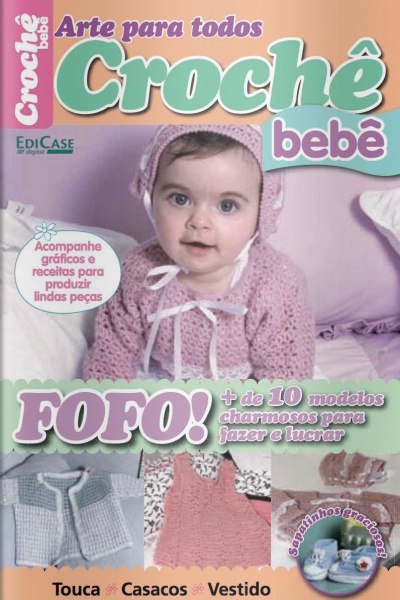 Crochê
bebê
Arte para todos
Crochê
bebê
EDICASE
digital
Acompanhe
gráficos e
receitas para
produzir
lindas peças
FOFO!
+ de 10 modelos
charmosos para
fazer e lucrar
Sapatinhos graciosos!
Touca * Casacos * Vestido